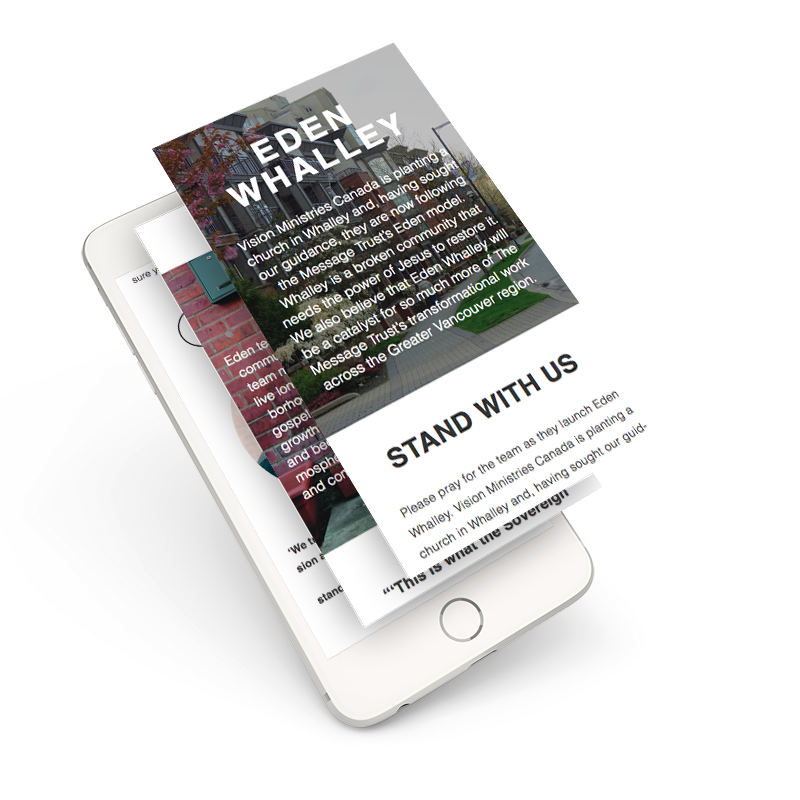 EDEN
WHALLEY
Vision Ministries Canada is planting a
church in Whalley and, having sought
our guidance, they are now following
the Message Trust's Eden model.
Whalley is a broken community that
needs the power of Jesus to restore it.
We also believe that Eden Whalley will
be a catalyst for so much more of The
Message Trust's transformational work
across the Greater Vancouver region.
STAND WITH US
Please pray for the team as they launch Eden
Whalley. Vision Ministries Canada is planting a
church in Whalley and, having sought our guid-
Eden te
commu
team m
live lon
borho
gospel
growth
and be
mosphe
and con
"'This is what the Sovereign
sure y
"We t
sion a
stand